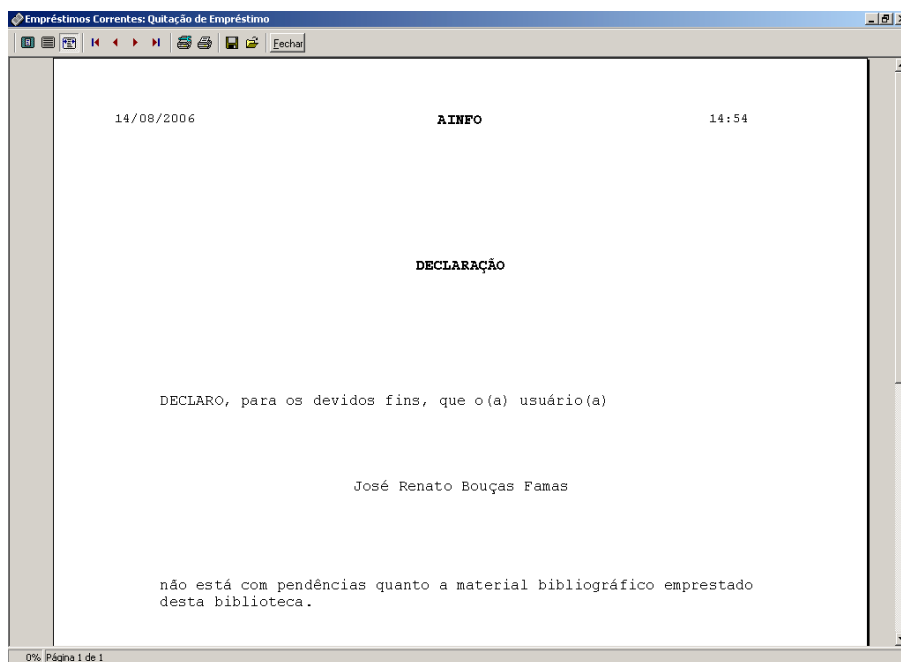 Empréstimos Correntes: Quitação de Empréstimo
Fechar
14/08/2006 AINFO 14:54
DECLARAÇÃO
DECLARO, para os devidos fins, que o(a) usuário(a)
José Renato Bouças Famas
não está com pendências quanto a material bibliográfico emprestado
desta biblioteca.
0% Página 1 de 1